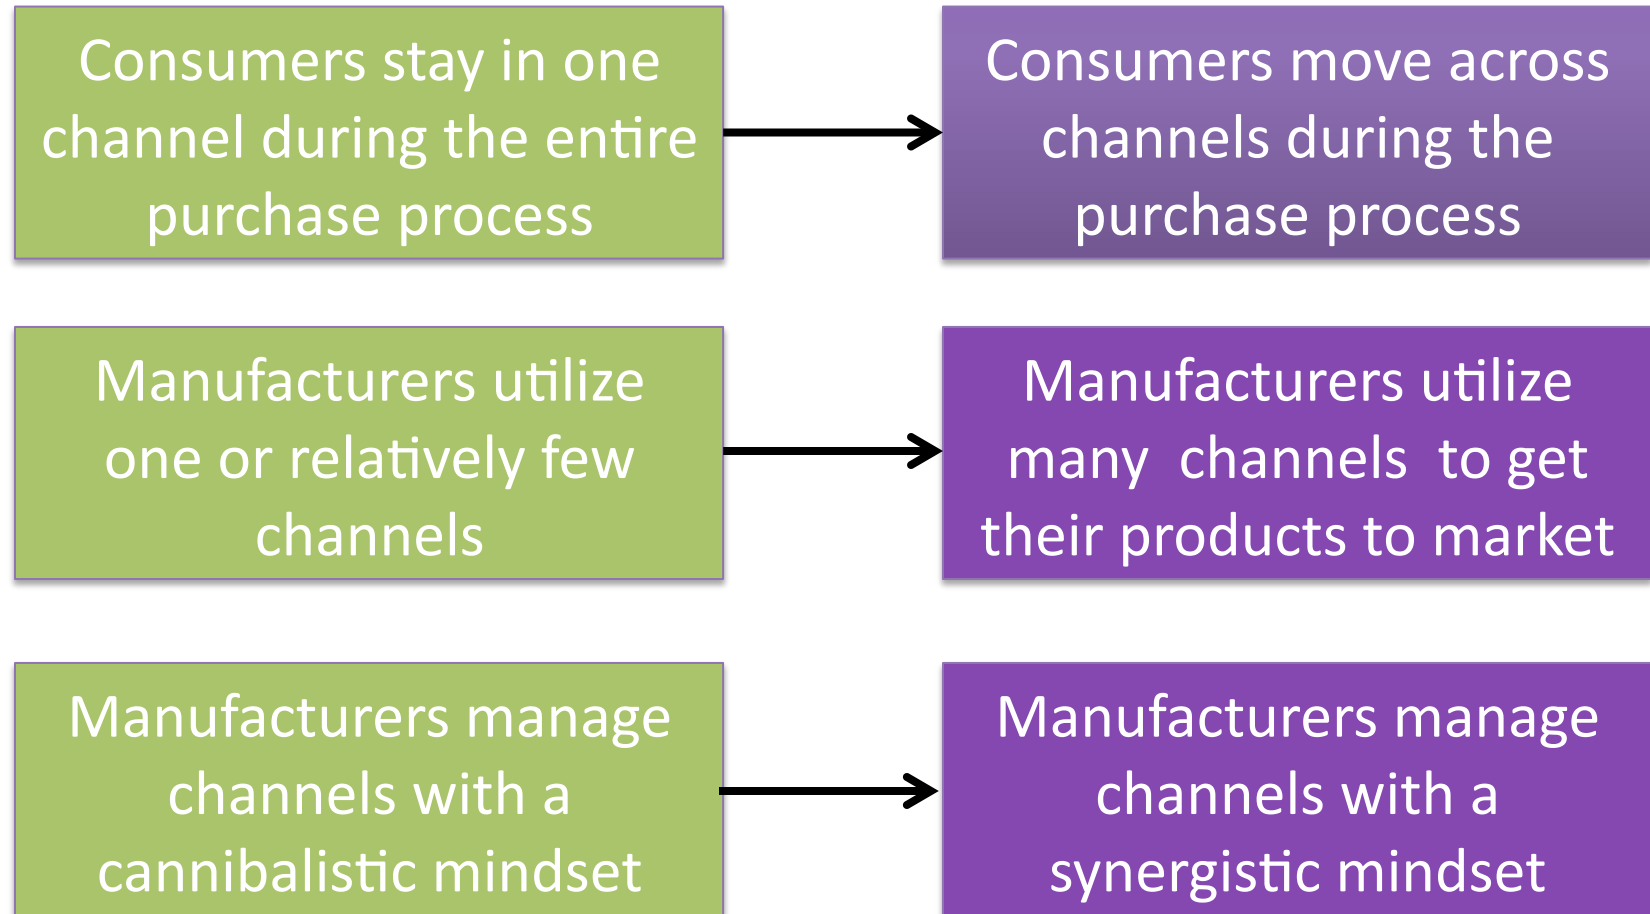 Consumers stay in one
channel during the entire
purchase process
Consumers move across
channels during the
purchase process
Manufacturers utilize
one or relatively few
channels
Manufacturers utilize
many  channels  to get
their products to market
Manufacturers manage
channels with a
cannibalistic mindset
Manufacturers manage
channels with a
synergistic mindset